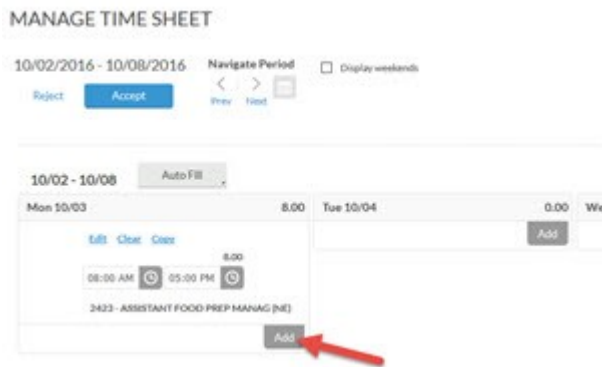 MANAGE TIME SHEET
10/02/2016 - 10/08/2016 Navigate Period Display weekends
Reject Accept Prev Next
10/02 - 10/08 Auto Fill
Mon 10/03 8.00 Tue 10/04 0.00 We
Edit Clear Copy Add
8.00
08:00 AM 05:00 PM
2423 - ASSISTANT FOOD PREP MANAG (NE)
Add